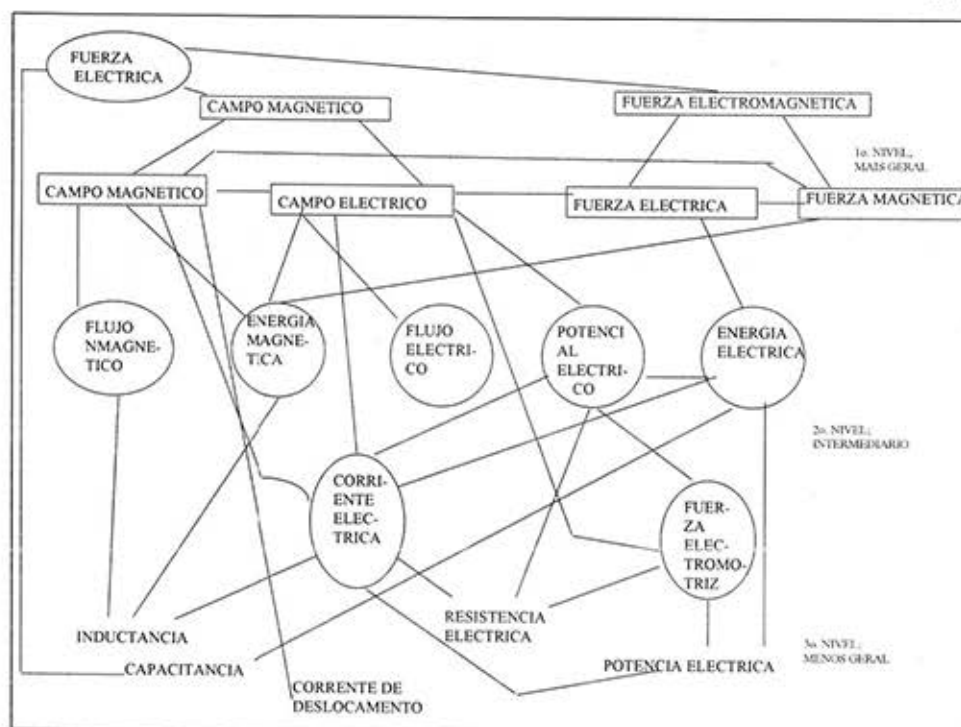 FUERZA
ELECTRICA
CAMPO MAGNETICO
FUERZA ELECTROMAGNETICA
1o. NIVEL;
MAIS GERAL
CAMPO MAGNETICO
CAMPO ELECTRICO
FUERZA ELECTRICA
FUERZA MAGNETICA
FLUJO
NMAGNE-
TICO
ENERGIA
MAGNE-
TICA
FLUJO
ELECTRI-
CO
POTENCI
AL
ELECTRI-
CO
ENERGIA
ELECTRICA
2o. NIVEL;
INTERMEDIARIO
CORRI-
ENTE
ELEC-
TRICA
FUER-
ZA
ELEC-
TROMO-
TRIZ
INDUCTANCIA
RESISTENCIA
ELECTRICA
CAPACITANCIA
POTENCIA ELECTRICA
3o. NIVEL;
MENOS GERAL
CORRENTE DE
DESLOCAMENTO